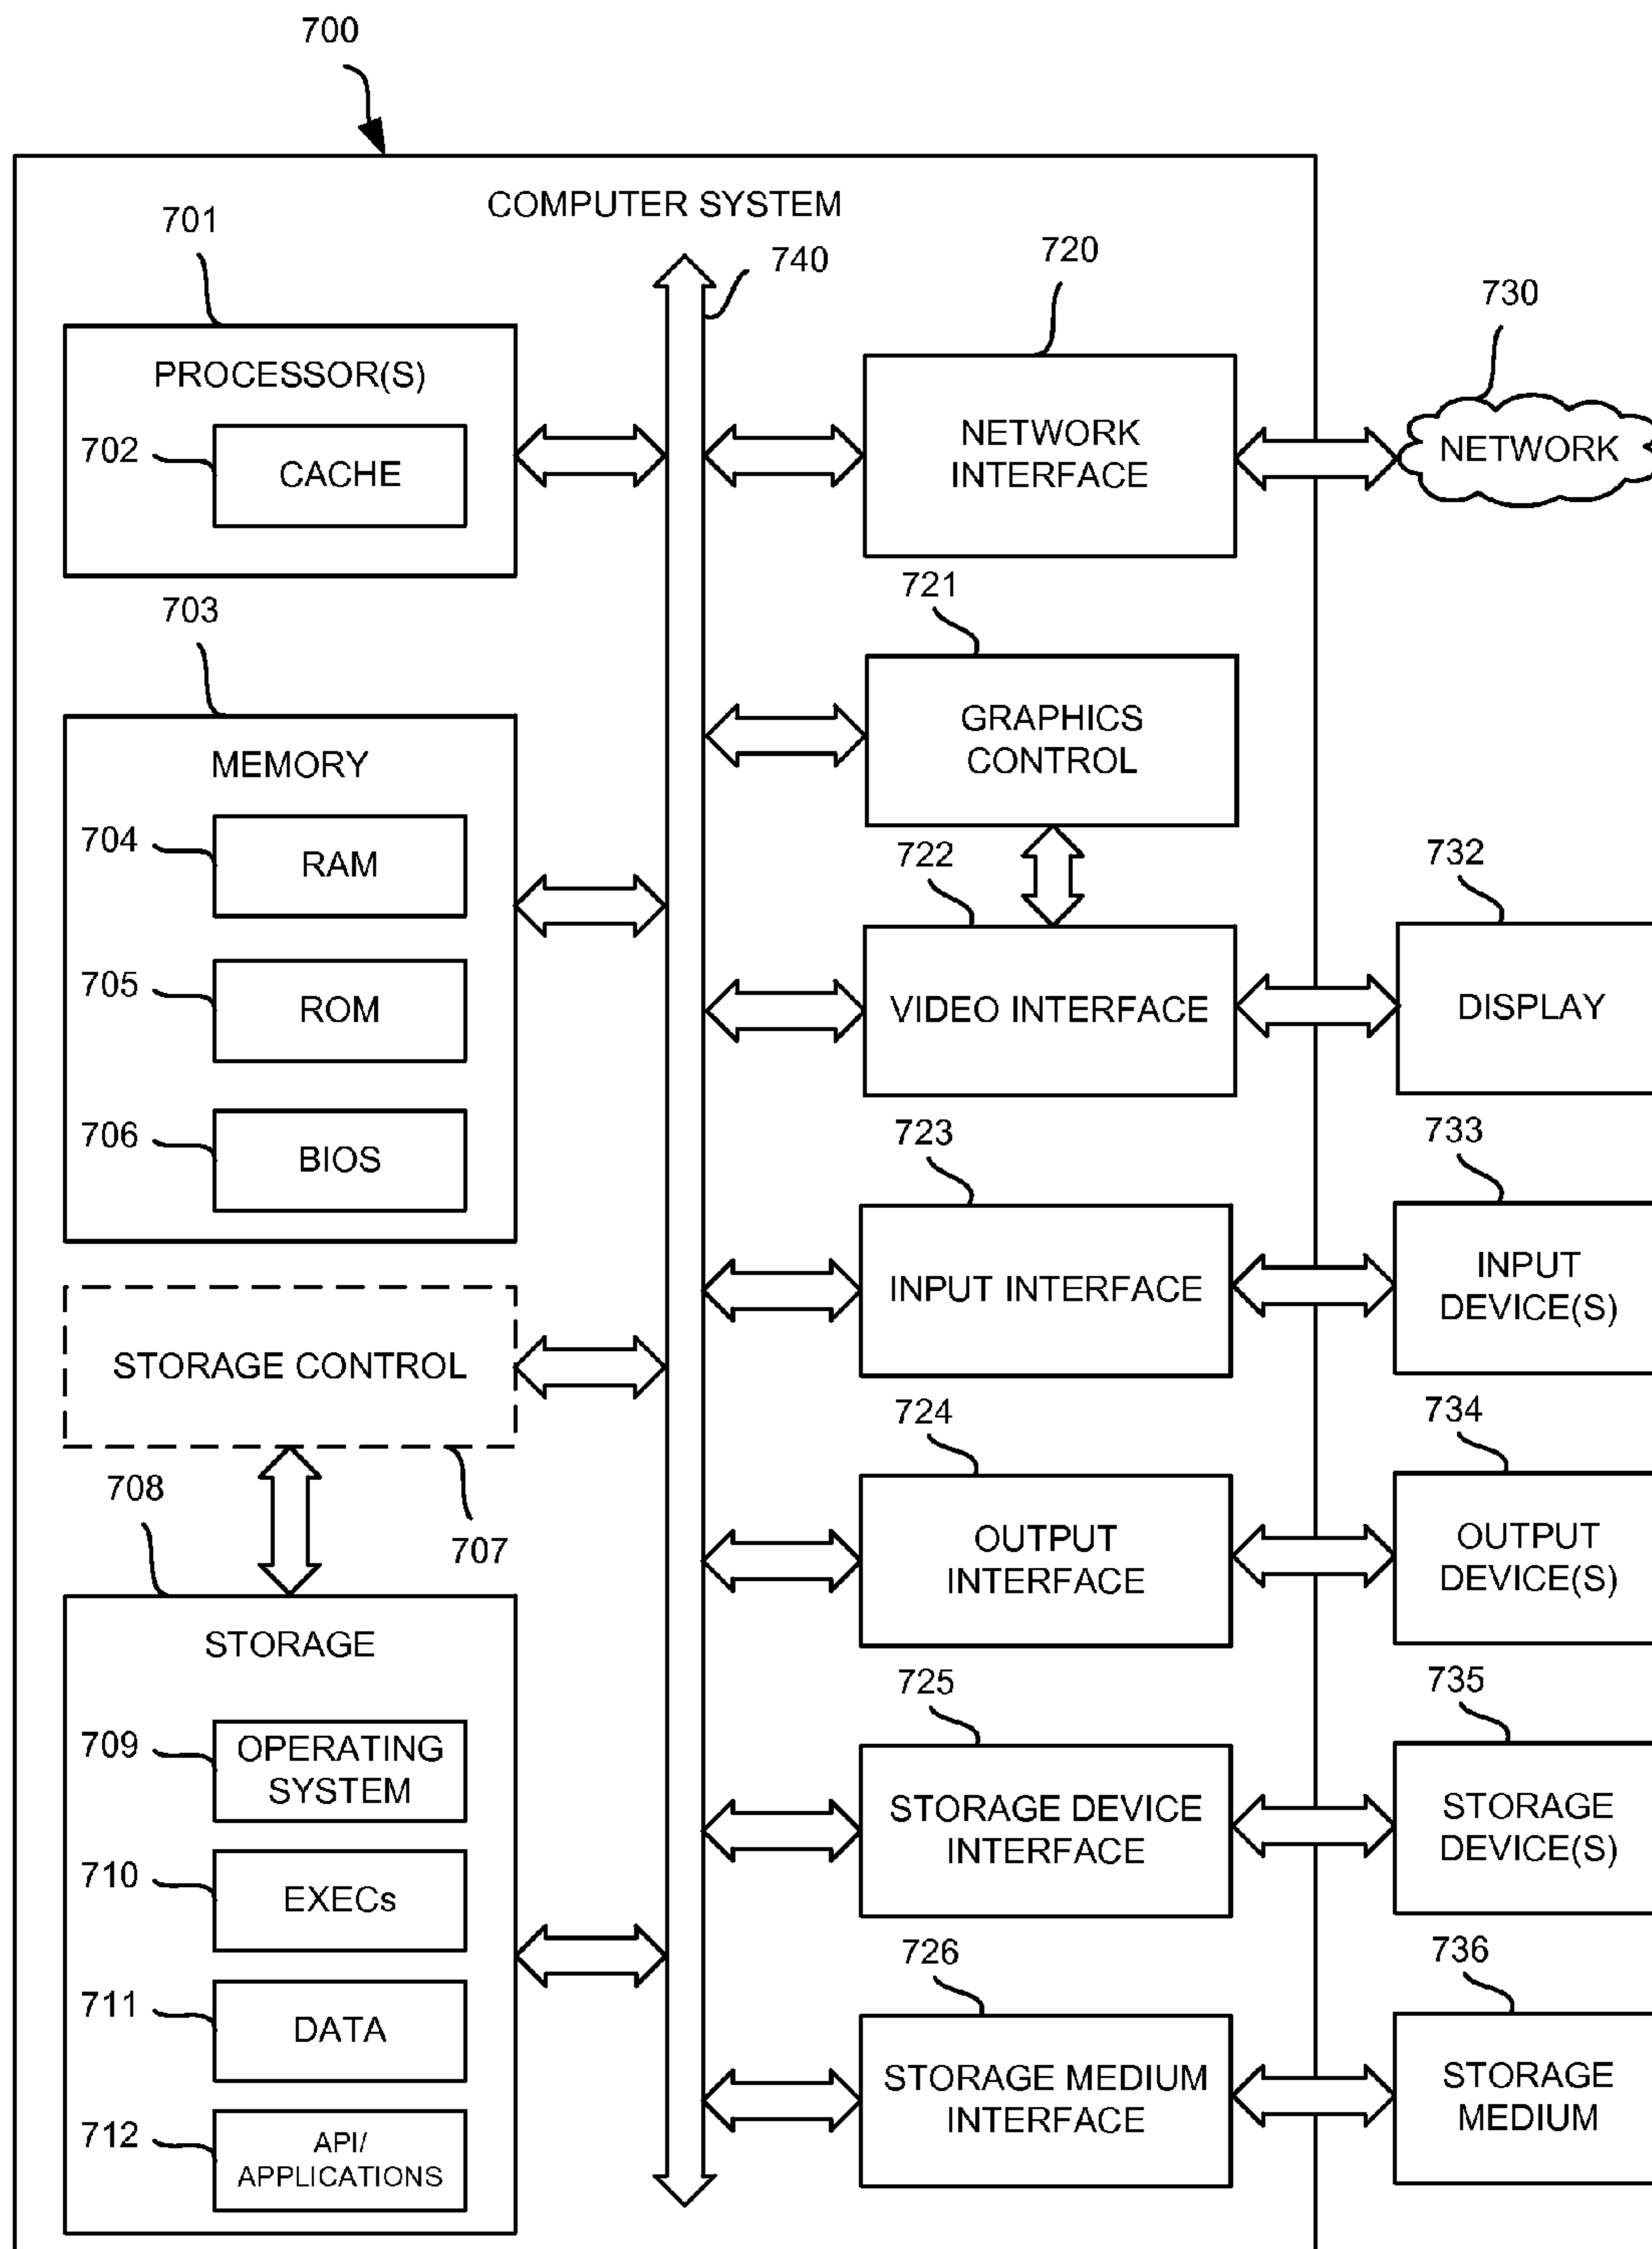 700
COMPUTER SYSTEM
701
740
720
730
PROCESSOR(S)
702
CACHE
NETWORK
INTERFACE
NETWORK
703
721
MEMORY
GRAPHICS
CONTROL
704
RAM
722
732
705
ROM
VIDEO INTERFACE
DISPLAY
706
BIOS
723
733
INPUT INTERFACE
INPUT
DEVICE(S)
STORAGE CONTROL
707
724
734
708
OUTPUT
INTERFACE
OUTPUT
DEVICE(S)
STORAGE
725
735
709
OPERATING
SYSTEM
STORAGE DEVICE
INTERFACE
STORAGE
DEVICE(S)
710
EXECs
726
736
711
DATA
STORAGE MEDIUM
INTERFACE
STORAGE
MEDIUM
712
API/
APPLICATIONS